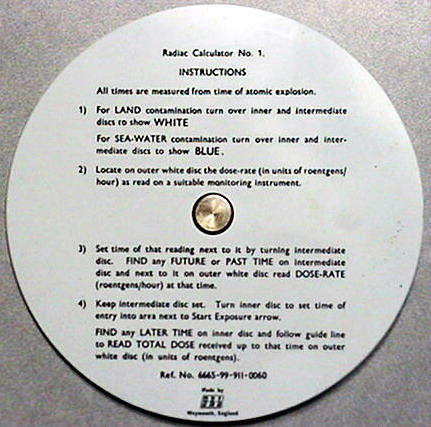 Radiac Calculator No. 1.
INSTRUCTIONS
All times are measured from time of atomic explosion.
1) For LAND contamination turn over inner and intermediate
discs to show WHITE
For SEA-WATER contamination turn over inner and inter-
mediate discs to show BLUE.
2) Locate on outer white disc the dose-rate (in units of roentgens/
hour) as read on a suitable monitoring instrument.
3) Set time of that reading next to it by turning intermediate
disc. FIND any FUTURE or PAST TIME on intermediate
disc and next to it on outer white disc read DOSE-RATE
(roentgens/hour) at that time.
4) Keep intermediate disc set. Turn inner disc to set time of
entry into area next to Start Exposure arrow.
FIND any LATER TIME on inner disc and follow guide line
to READ TOTAL DOSE received up to that time on outer
white disc (in units of roentgens).
Ref. No. 6665-99-911-0060
Made by
Weymouth, England